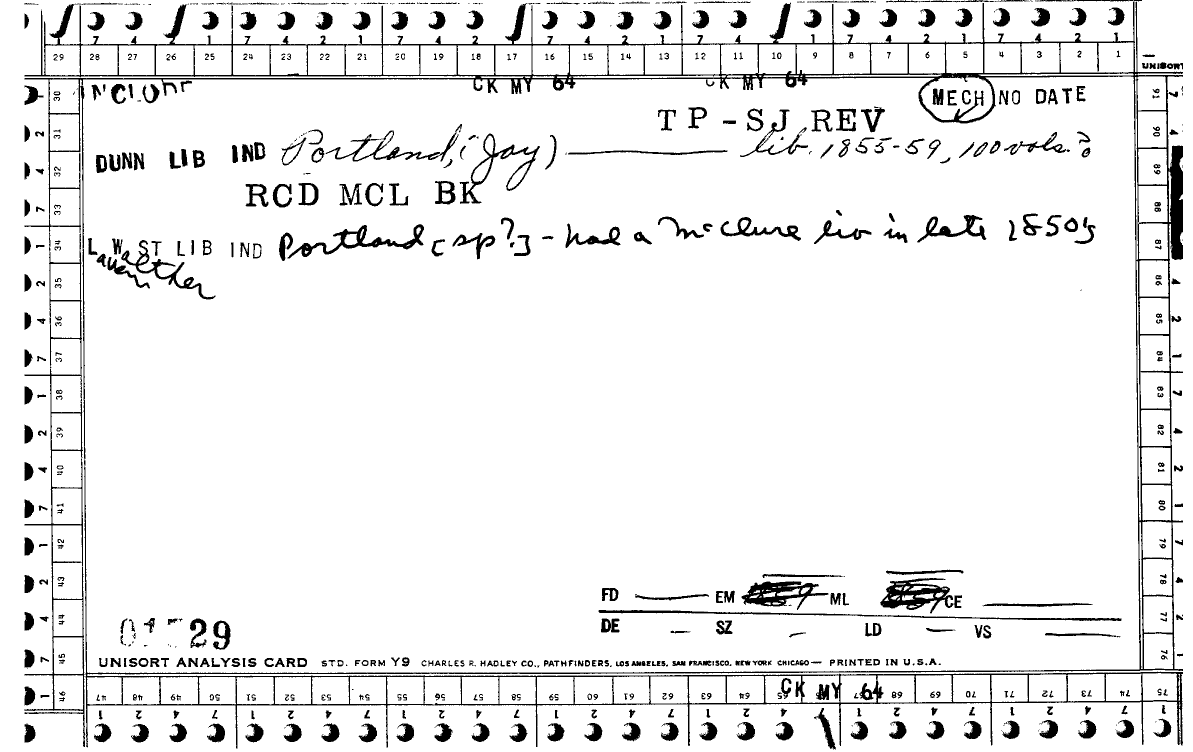 7 4 2 1 7 4 2 1 7 4 2 1 7 4 2 1 7 4 2 1 7 4 2 1 7 4 2 1
29 28 27 26 25 24 23 22 21 20 19 18 17 16 15 14 13 12 11 10 9 8 7 6 5 4 3 2 1
UNISORT
CK MY 64 CK MY 64
MECH NO DATE
TP-SJ REV
DUNN LIB IND Portland, (Jay) — lib. 1855-59, 100 vols.?
RCD MCL BK
L. W. ST LIB IND Portland [sp?] - had a McClure lib in late 1850's
Walther
30 31 32 33 34 35 36 37 38 39 40 41 42 43 44 45 46
91 90 89 88 87 86 85 84 83 82 81 80 79 78 77 76 75
FD EM ML CE
DE SZ LD VS
29
UNISORT ANALYSIS CARD STD. FORM Y9 CHARLES R. HADLEY CO., PATHFINDERS, LOS ANGELES, SAN FRANCISCO, NEW YORK CHICAGO — PRINTED IN U.S.A.
CK MY 64
47 48 49 50 51 52 53 54 55 56 57 58 59 60 61 62 63 64 65 68 69 70 71 72 73 74
1 2 4 7 1 2 4 7 1 2 4 7 1 2 4 7 1 2 4 7 1 2 4 7 1 2 4 7